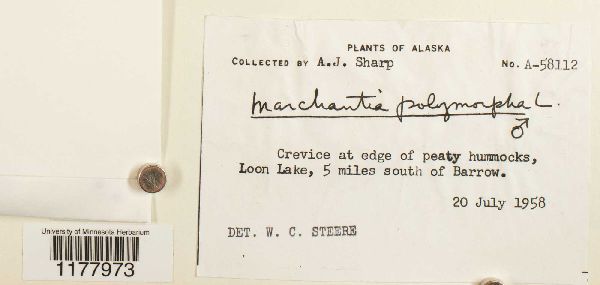 PLANTS OF ALASKA
COLLECTED BY A.J. Sharp No. A-58112
Marchantia polymorpha L.
♂
Crevice at edge of peaty hummocks,
Loon Lake, 5 miles south of Barrow.
20 July 1958
DET. W. C. STEERE
University of Minnesota Herbarium
1177973